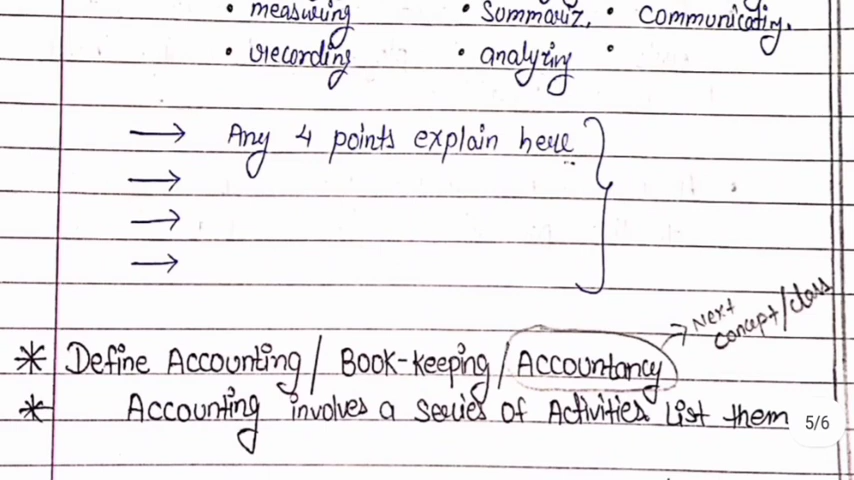 • measuring • Summariz, • Communicating.
• recording • analyzing •
→ Any 4 points explain here
→
→
→
Next
concept/class
* Define Accounting / Book-keeping / Accountancy
* Accounting involves a series of Activities List them
5/6